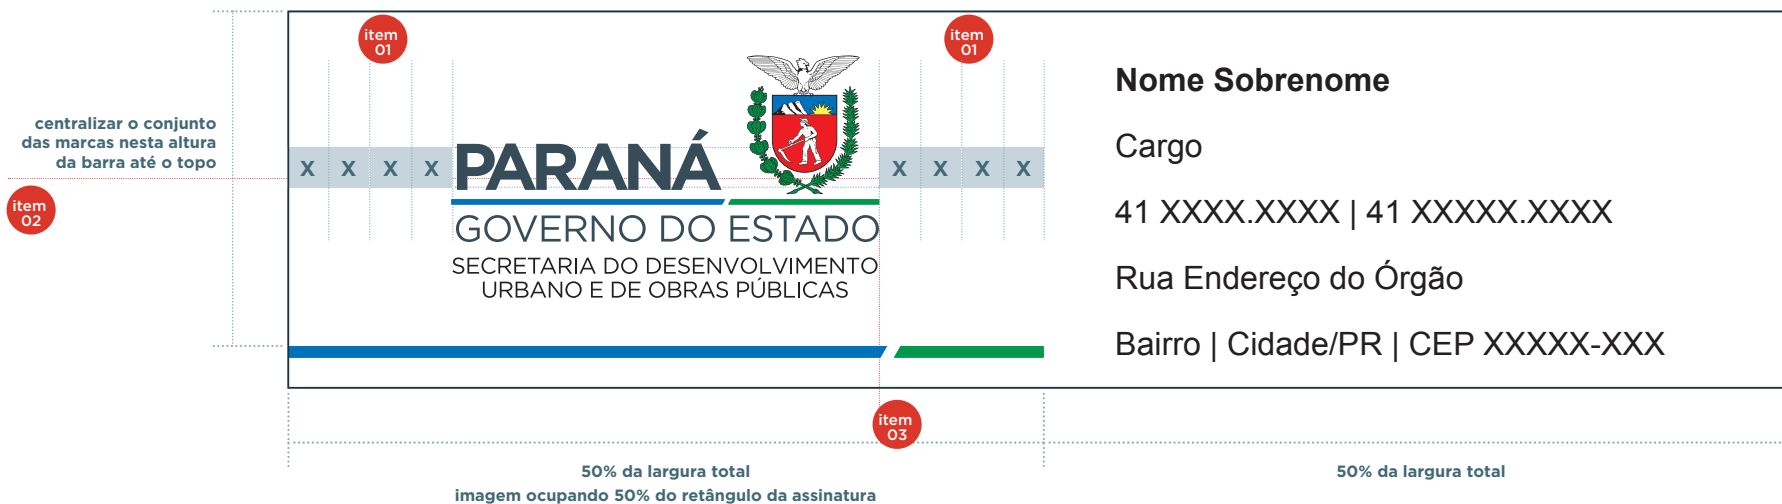 item
01
item
01
centralizar o conjunto
das marcas nesta altura
da barra até o topo
item
02
X X X X
PARANÁ
X X X X
GOVERNO DO ESTADO
SECRETARIA DO DESENVOLVIMENTO
URBANO E DE OBRAS PÚBLICAS
Nome Sobrenome
Cargo
41 XXXX.XXXX | 41 XXXXX.XXXX
Rua Endereço do Órgão
Bairro | Cidade/PR | CEP XXXXX-XXX
item
03
50% da largura total
imagem ocupando 50% do retângulo da assinatura
50% da largura total